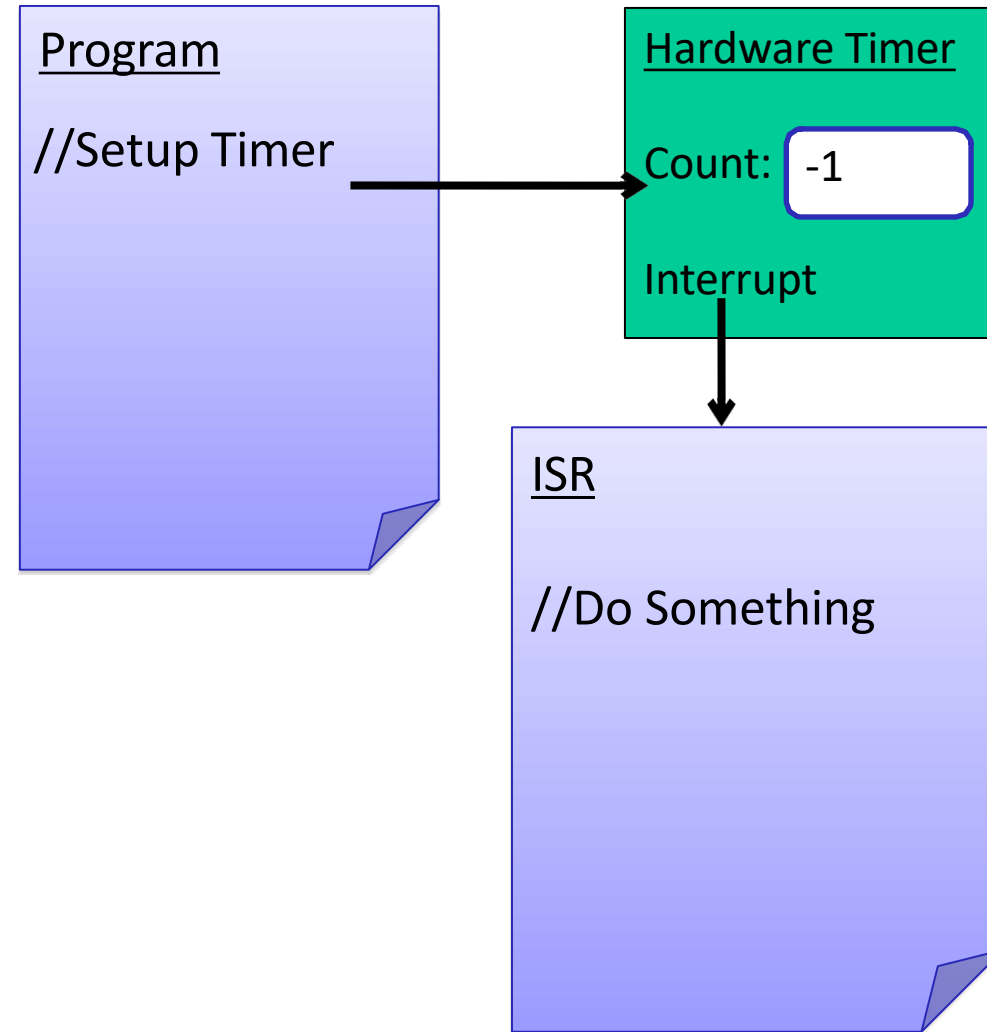 Program
//Setup Timer
Hardware Timer
Count: -1
Interrupt
ISR
//Do Something